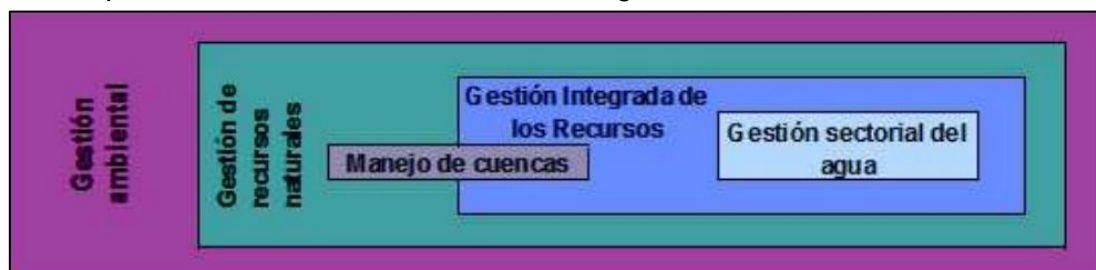 Gestión
ambiental
Gestión de
recursos
naturales
Gestión Integrada de
los Recursos
Manejo de cuencas
Gestión sectorial del
agua